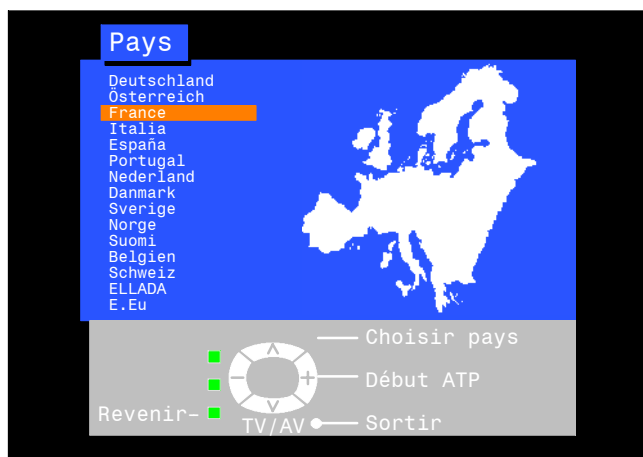 Pays
Deutschland
Österreich
France
Italia
España
Portugal
Nederland
Danmark
Sverige
Norge
Suomi
Belgien
Schweiz
ELLADA
E.Eu
Choisir pays
Début ATP
Revenir-
TV/AV
Sortir